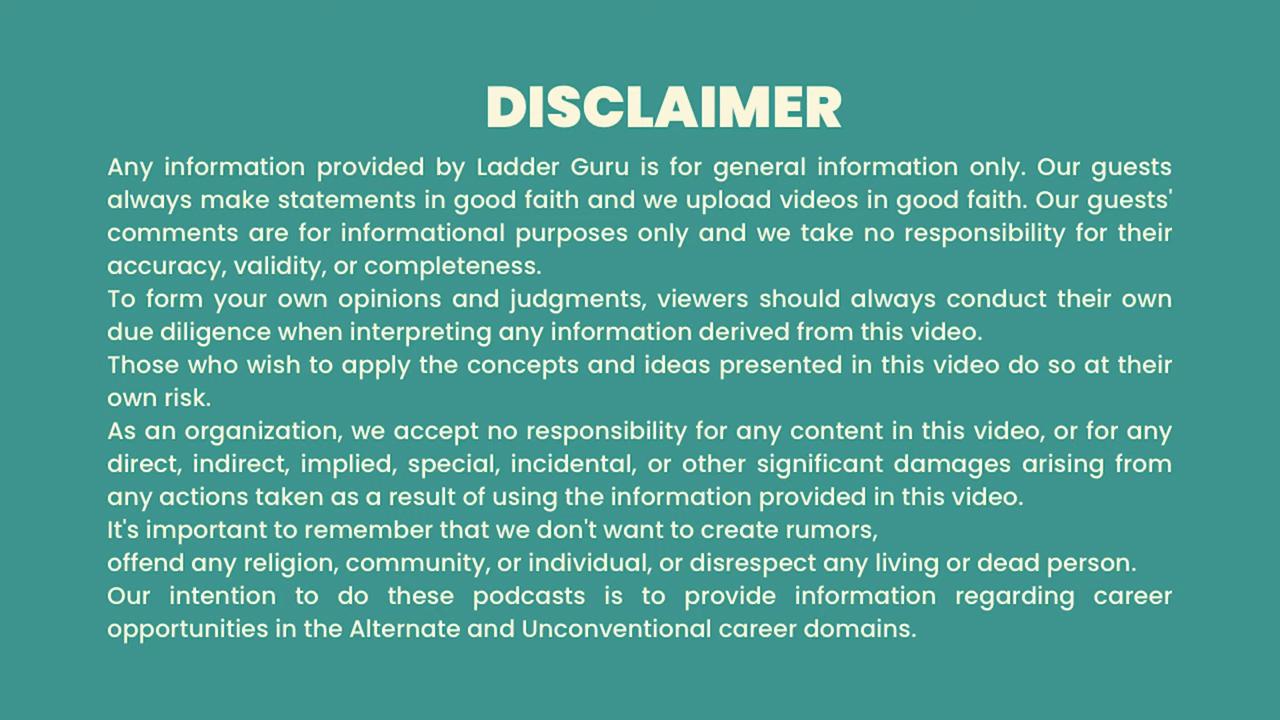 DISCLAIMER
Any information provided by Ladder Guru is for general information only. Our guests
always make statements in good faith and we upload videos in good faith. Our guests'
comments are for informational purposes only and we take no responsibility for their
accuracy, validity, or completeness.
To form your own opinions and judgments, viewers should always conduct their own
due diligence when interpreting any information derived from this video.
Those who wish to apply the concepts and ideas presented in this video do so at their
own risk.
As an organization, we accept no responsibility for any content in this video, or for any
direct, indirect, implied, special, incidental, or other significant damages arising from
any actions taken as a result of using the information provided in this video.
It's important to remember that we don't want to create rumors,
offend any religion, community, or individual, or disrespect any living or dead person.
Our intention to do these podcasts is to provide information regarding career
opportunities in the Alternate and Unconventional career domains.